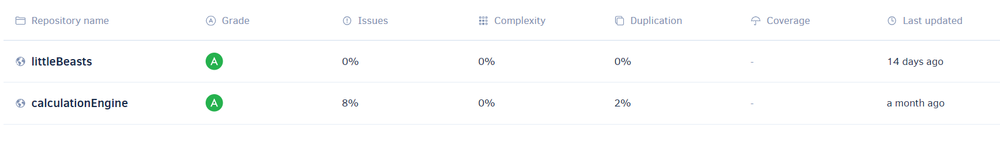 Repository name Grade Issues Complexity Duplication Coverage Last updated
littleBeasts A 0% 0% 0% - 14 days ago
calculationEngine A 8% 0% 2% - a month ago